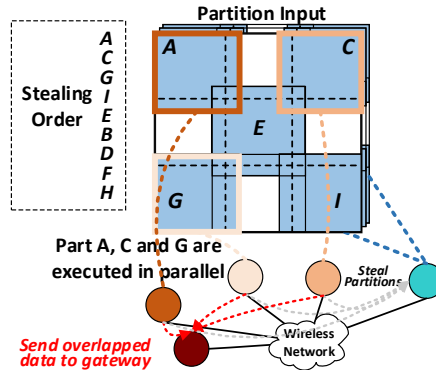 Partition Input
Stealing
Order
A
C
G
I
E
B
D
F
H
A
C
E
G
I
Part A, C and G are
executed in parallel
Steal
Partitions
Wireless
Network
Send overlapped
data to gateway